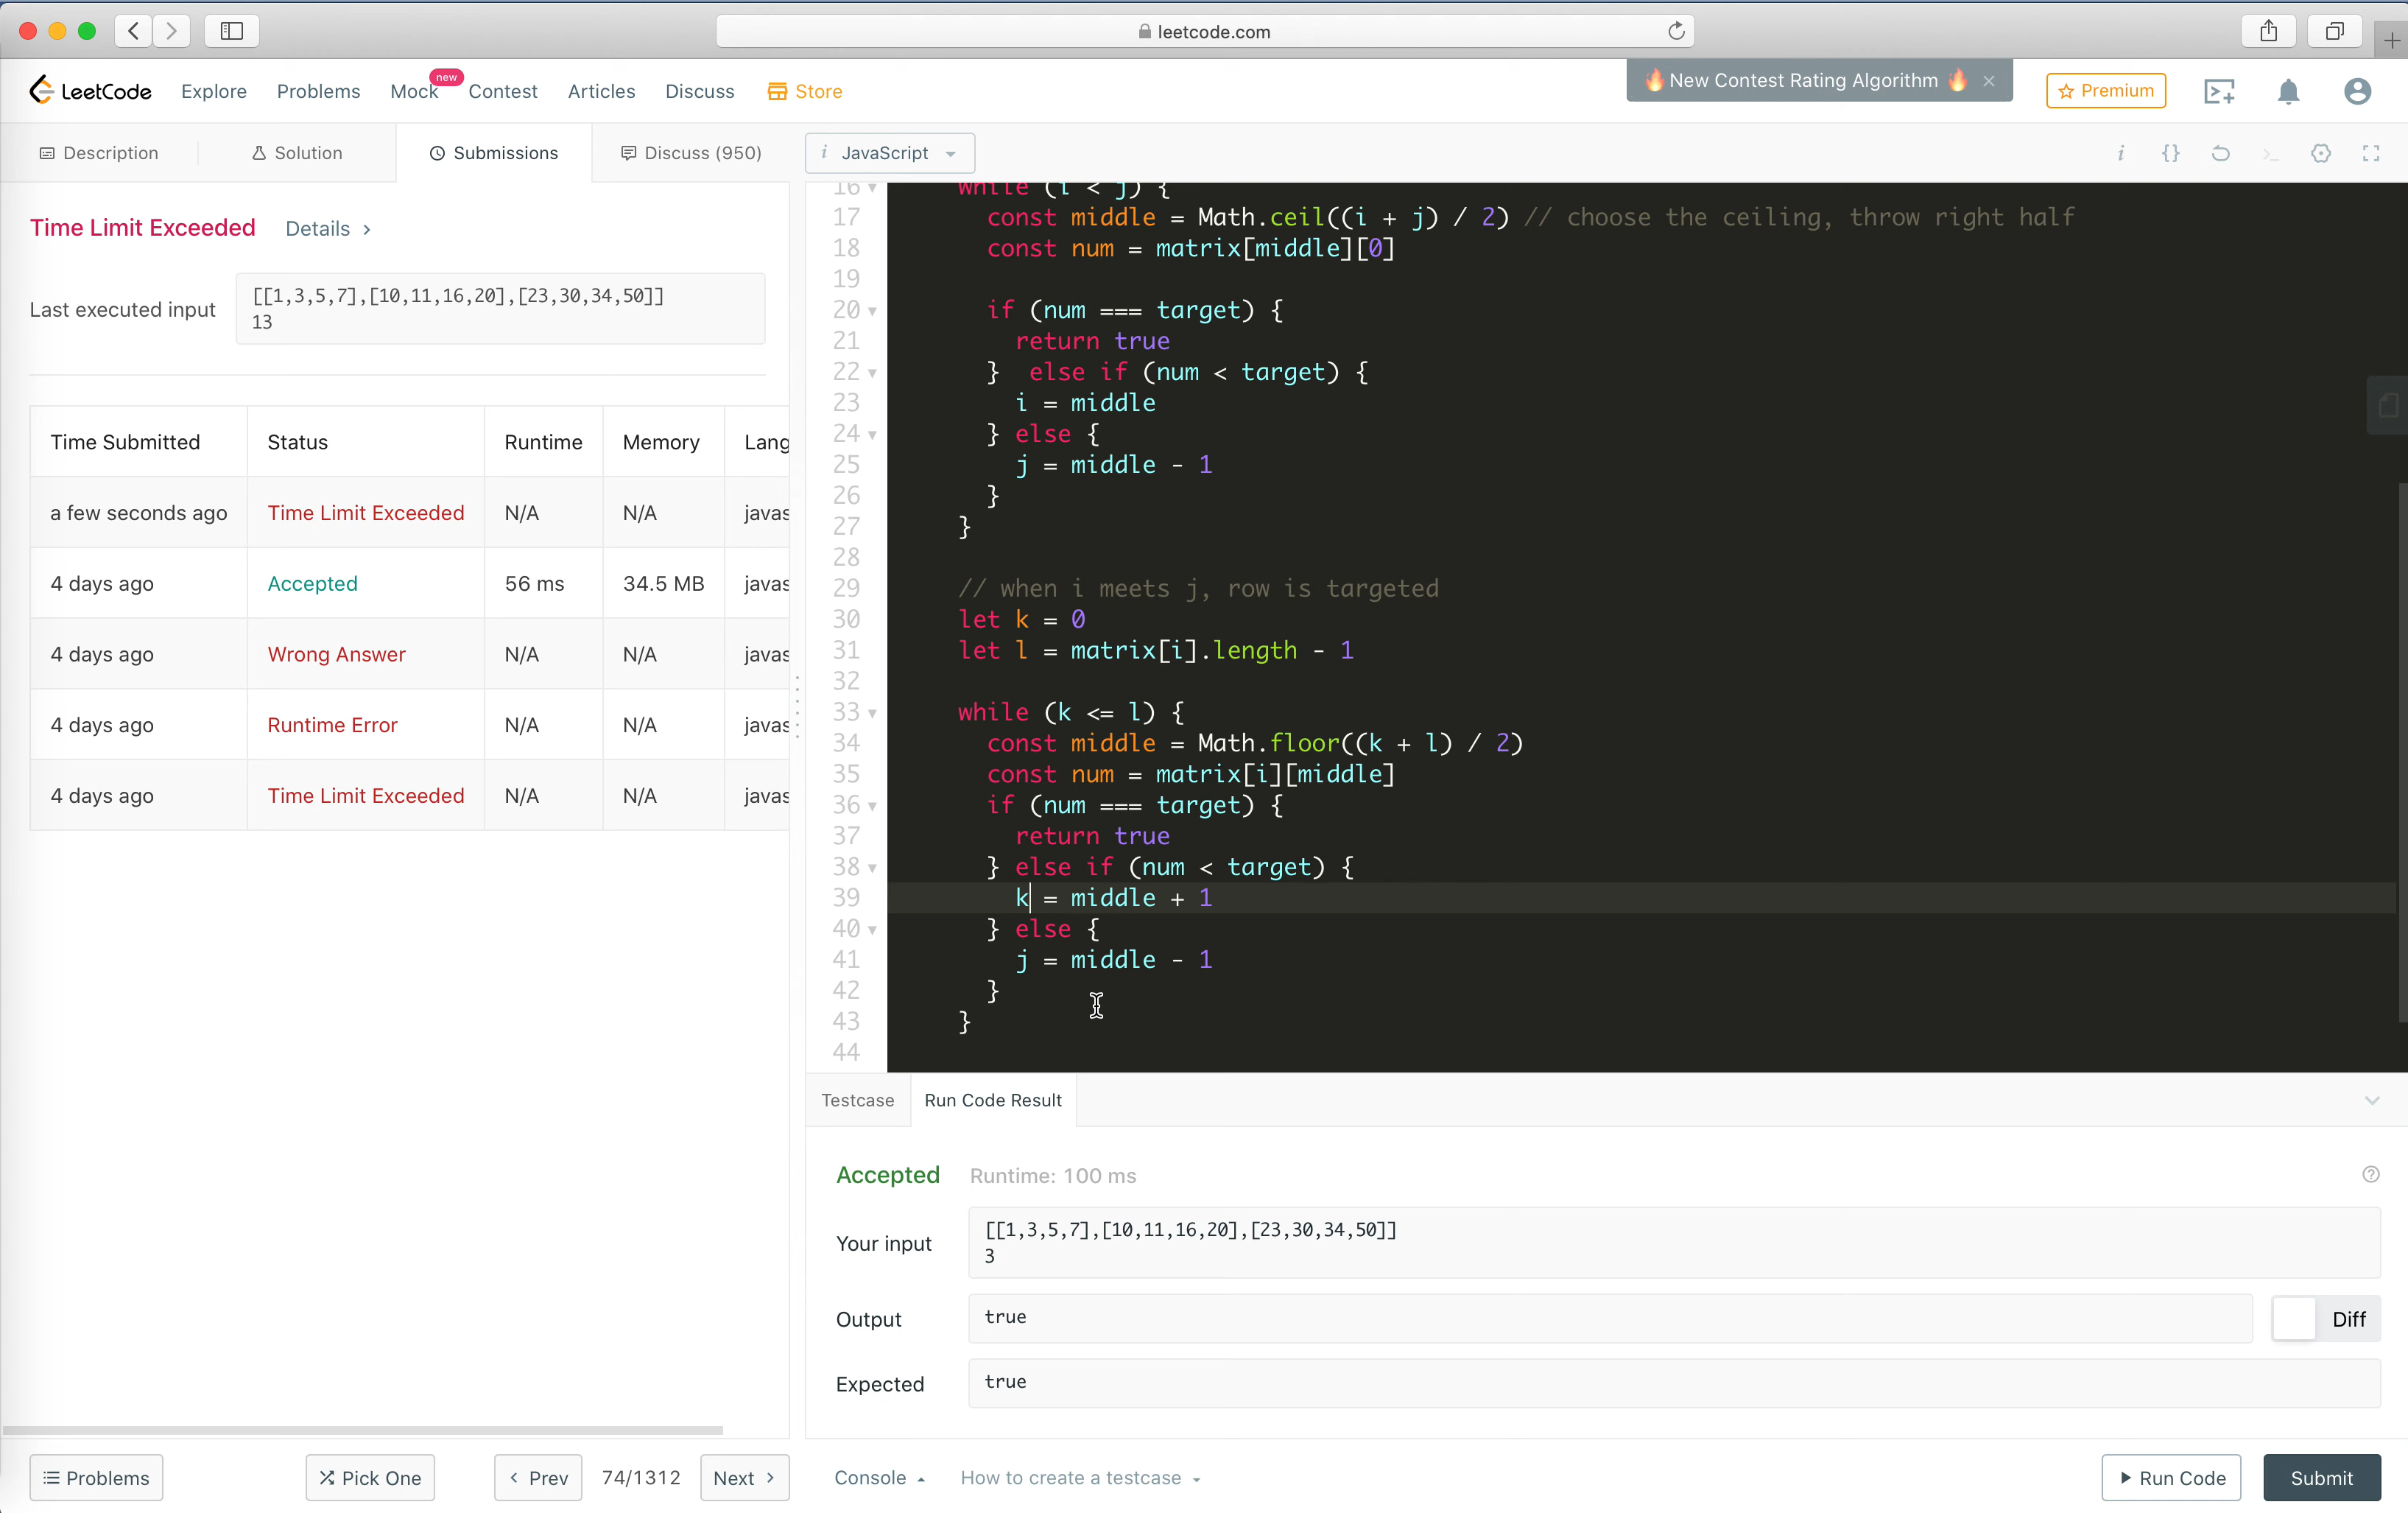 leetcode.com
LeetCode
Explore
Problems
Mock
new
Contest
Articles
Discuss
Store
🔥New Contest Rating Algorithm 🔥 ×
Premium
Description
Solution
Submissions
Discuss (950)
i JavaScript
i
{}
Time Limit Exceeded
Details >
Last executed input
[[1,3,5,7],[10,11,16,20],[23,30,34,50]]
13
Time Submitted Status Runtime Memory Lang
a few seconds ago Time Limit Exceeded N/A N/A javas
4 days ago Accepted 56 ms 34.5 MB javas
4 days ago Wrong Answer N/A N/A javas
4 days ago Runtime Error N/A N/A javas
4 days ago Time Limit Exceeded N/A N/A javas
16 while (i < j) {
17 const middle = Math.ceil((i + j) / 2) // choose the ceiling, throw right half
18 const num = matrix[middle][0]
19
20 if (num === target) {
21 return true
22 } else if (num < target) {
23 i = middle
24 } else {
25 j = middle - 1
26 }
27 }
28
29 // when i meets j, row is targeted
30 let k = 0
31 let l = matrix[i].length - 1
32
33 while (k <= l) {
34 const middle = Math.floor((k + l) / 2)
35 const num = matrix[i][middle]
36 if (num === target) {
37 return true
38 } else if (num < target) {
39 k = middle + 1
40 } else {
41 j = middle - 1
42 }
43 }
44
Testcase
Run Code Result
Accepted Runtime: 100 ms
Your input
[[1,3,5,7],[10,11,16,20],[23,30,34,50]]
3
Output
true
Diff
Expected
true
Problems
Pick One
< Prev
74/1312
Next >
Console
How to create a testcase
Run Code
Submit